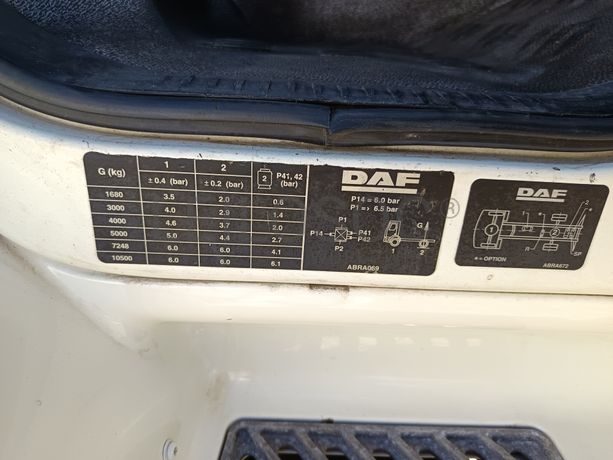 G (kg) 1 2 2 P41, 42
± 0.4 (bar) ± 0.2 (bar) (bar)
1680 3.5 2.0 0.6
3000 4.0 2.9 1.4
4000 4.6 3.7 2.0
5000 5.0 4.4 2.7
7248 6.0 6.0 4.1
10500 6.0 6.0 6.1
DAF
P14 = 6.0 bar
P1 => 6.5 bar
P1
P14 P41
P42
P2
G
1 2
ABRA069
DAF
1 2
R SP
* = OPTION ABRA672